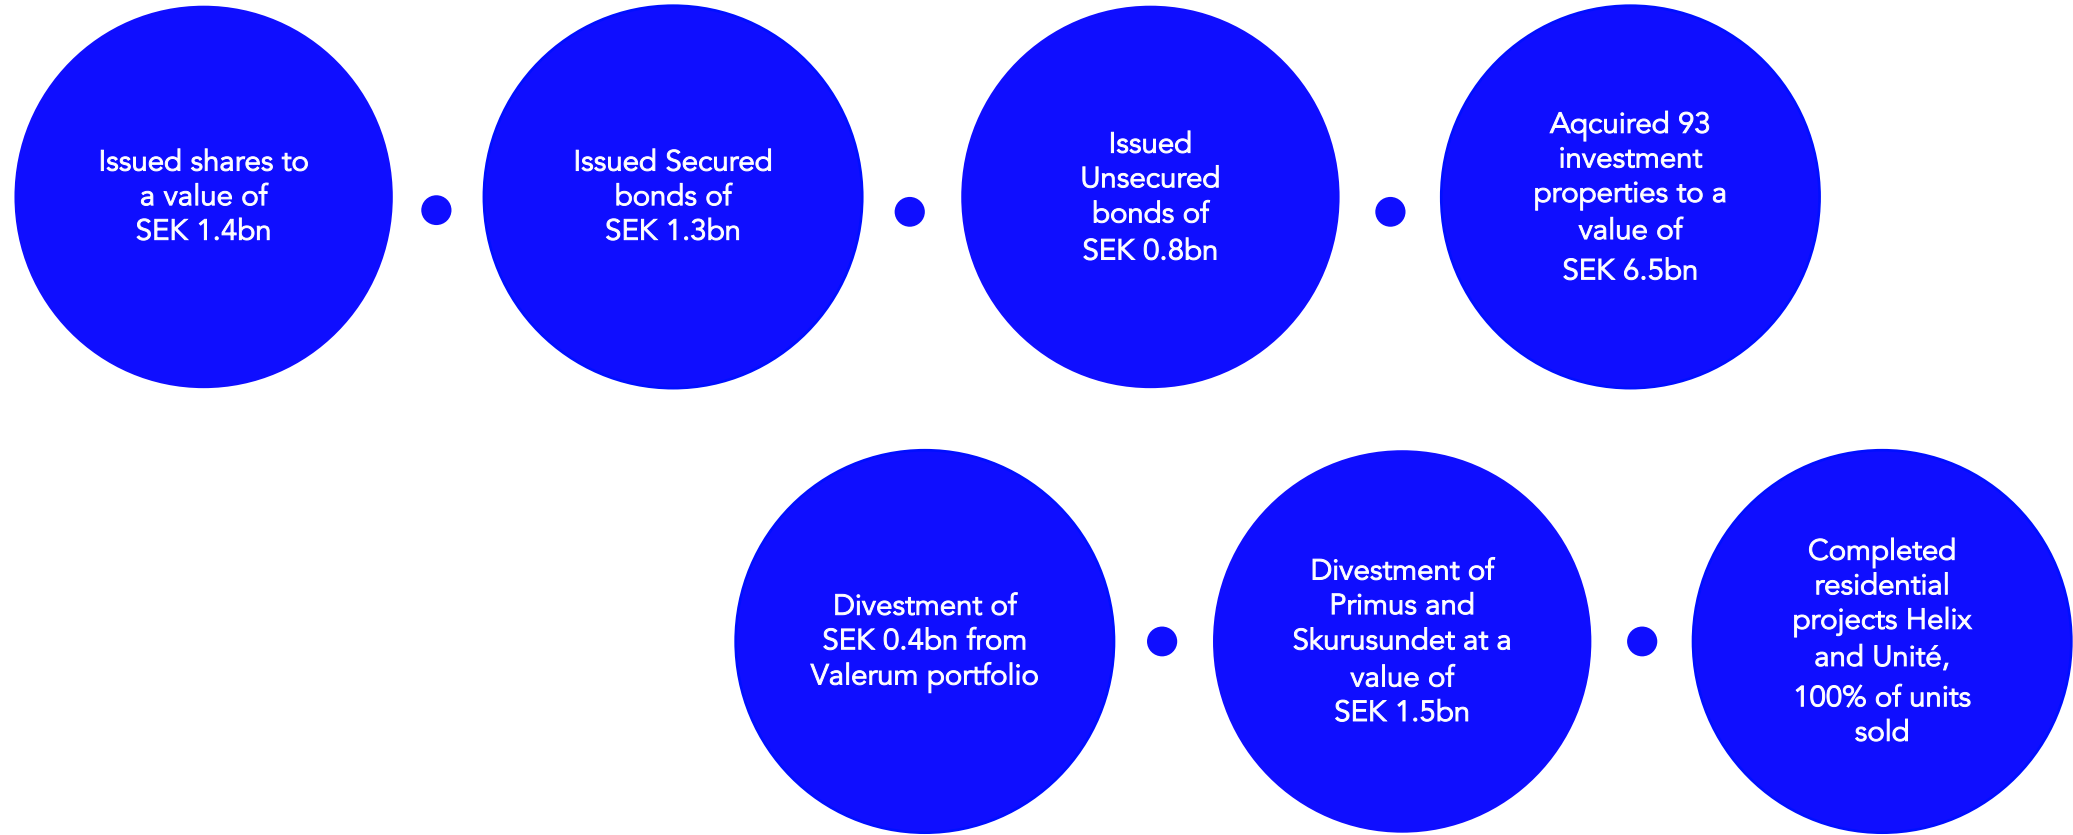 Issued shares to
a value of
SEK 1.4bn
Issued Secured
bonds of
SEK 1.3bn
Issued
Unsecured
bonds of
SEK 0.8bn
Aqcuired 93
investment
properties to a
value of
SEK 6.5bn
Divestment of
SEK 0.4bn from
Valerum portfolio
Divestment of
Primus and
Skurusundet at a
value of
SEK 1.5bn
Completed
residential
projects Helix
and Unité,
100% of units
sold